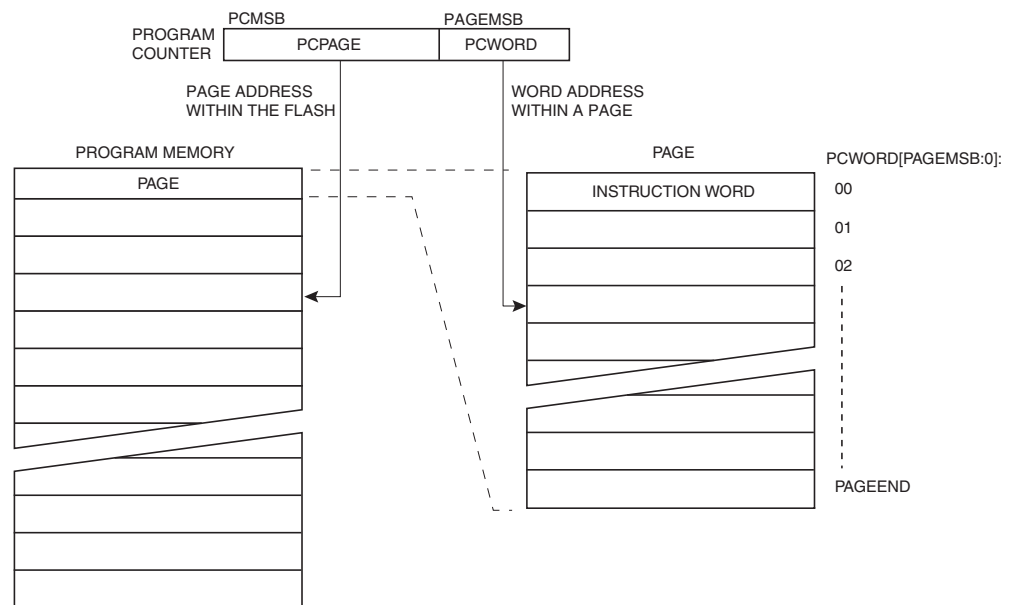 PCMSB PAGEMSB
PROGRAM
COUNTER
PCPAGE PCWORD
PAGE ADDRESS
WITHIN THE FLASH
WORD ADDRESS
WITHIN A PAGE
PROGRAM MEMORY
PAGE
PAGE
INSTRUCTION WORD
PCWORD[PAGEMSB:0]:
00
01
02
PAGEEND